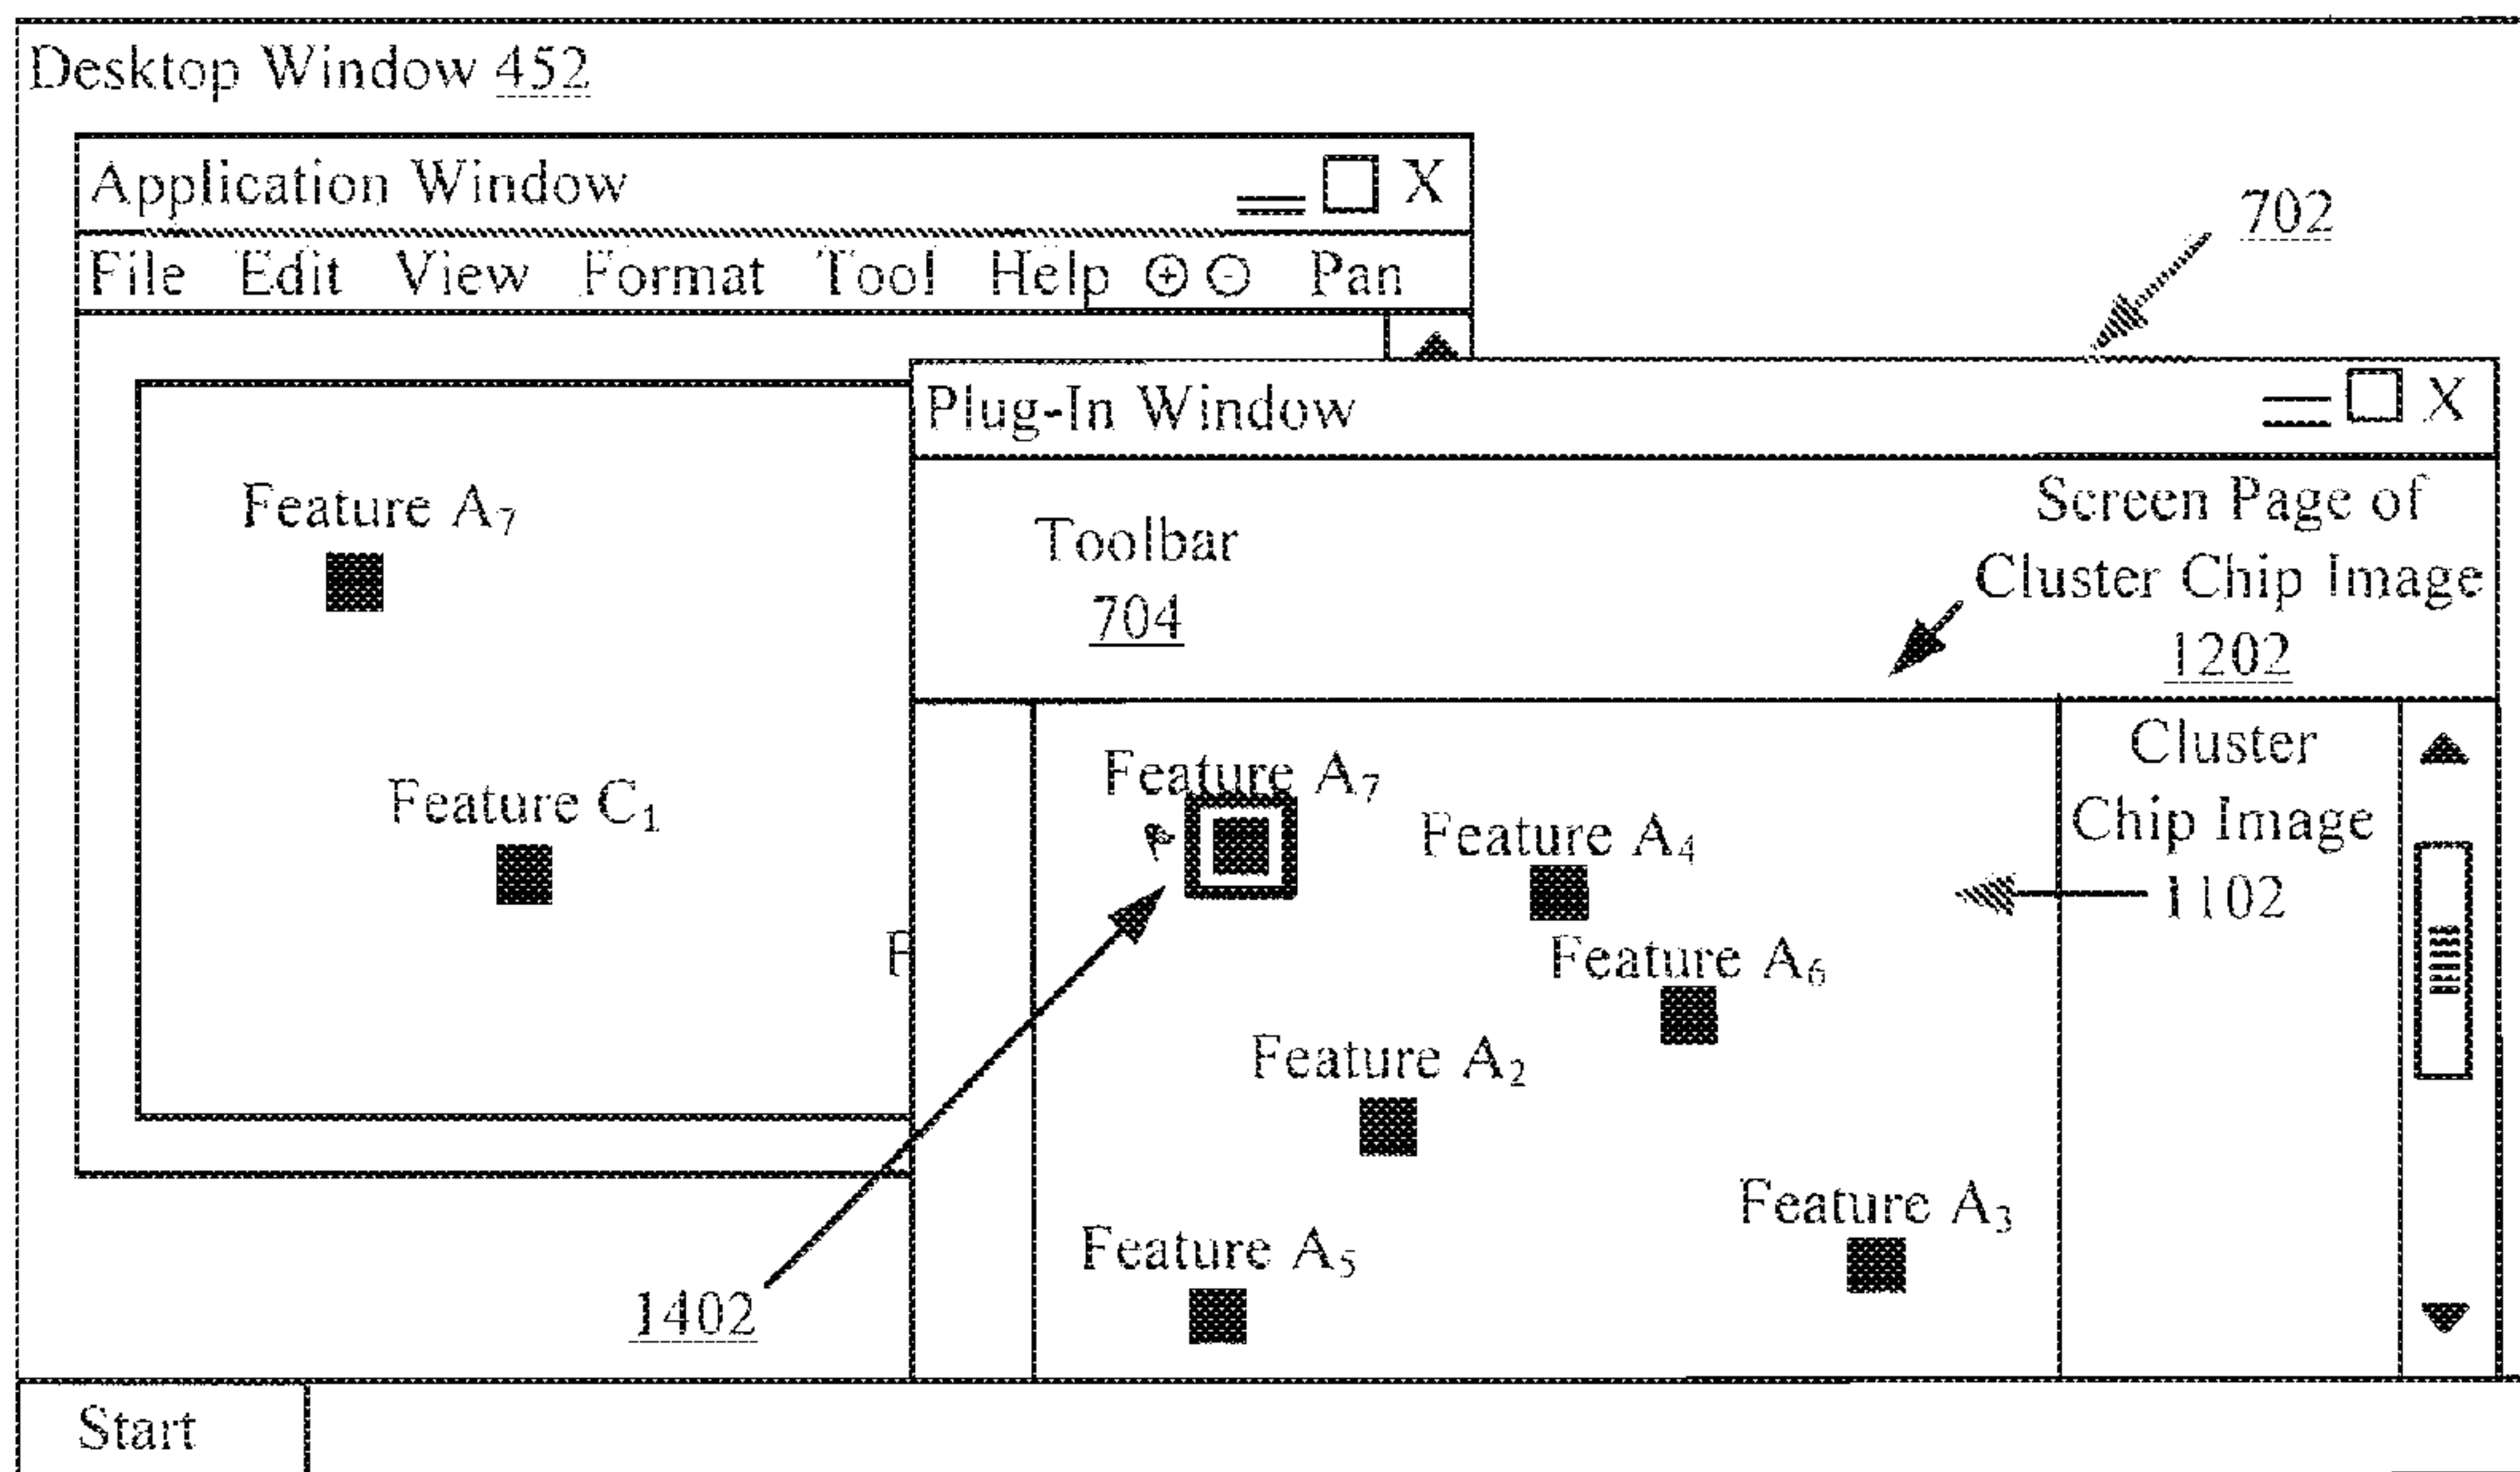 Desktop Window 452
Application Window X
702
File Edit View Format Tool Help + - Pan
Plug-In Window X
Feature A7
Feature C1
Toolbar
704
Screen Page of
Cluster Chip Image
1202
Cluster
Chip Image
1102
Feature A7
Feature A4
Feature A6
Feature A2
Feature A3
Feature A5
1402
Start